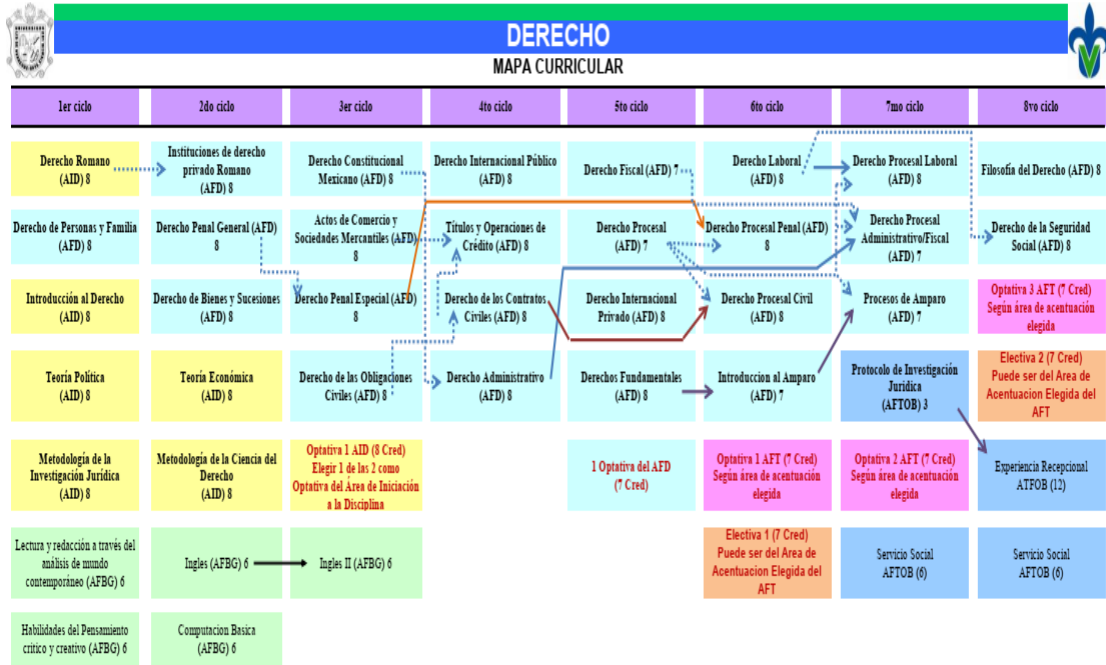 DERECHO
MAPA CURRICULAR
1er ciclo
2do ciclo
3er ciclo
4to ciclo
5to ciclo
6to ciclo
7mo ciclo
8vo ciclo
Derecho Romano
(AID) 8
Instituciones de derecho
privado Romano
(AFD) 8
Derecho Constitucional
Mexicano (AFD) 8
Derecho Internacional Público
(AFD) 8
Derecho Fiscal (AFD) 7
Derecho Laboral
(AFD) 8
Derecho Procesal Laboral
(AFD) 8
Filosofía del Derecho (AFD) 8
Derecho de Personas y Familia
(AFD) 8
Derecho Penal General (AFD)
8
Actos de Comercio y
Sociedades Mercantiles (AFD)
8
Títulos y Operaciones de
Crédito (AFD) 8
Derecho Procesal
(AFD) 7
Derecho Procesal Penal (AFD)
8
Derecho Procesal
Administrativo/Fiscal
(AFD) 7
Derecho de la Seguridad
Social (AFD) 8
Introducción al Derecho
(AID) 8
Derecho de Bienes y Sucesiones
(AFD) 8
Derecho Penal Especial (AFD)
8
Derecho de los Contratos
Civiles (AFD) 8
Derecho Internacional
Privado (AFD) 8
Derecho Procesal Civil
(AFD) 8
Procesos de Amparo
(AFD) 7
Optativa 3 AFT (7 Cred)
Según área de acentuación
elegida
Teoría Política
(AID) 8
Teoría Económica
(AID) 8
Derecho de las Obligaciones
Civiles (AFD) 8
Derecho Administrativo
(AFD) 8
Derechos Fundamentales
(AFD) 8
Introduccion al Amparo
(AFD) 7
Protocolo de Investigación
Jurídica
(AFTOB) 3
Electiva 2 (7 Cred)
Puede ser del Area de
Acentuacion Elegida del
AFT
Metodología de la
Investigación Jurídica
(AID) 8
Metodología de la Ciencia del
Derecho
(AID) 8
Optativa 1 AID (8 Cred)
Elegir 1 de las 2 como
Optativa del Área de Iniciación
a la Disciplina
1 Optativa del AFD
(7 Cred)
Optativa 1 AFT (7 Cred)
Según área de acentuación
elegida
Optativa 2 AFT (7 Cred)
Según área de acentuación
elegida
Experiencia Recepcional
ATFOB (12)
Lectura y redacción a través del
análisis de mundo
contemporáneo (AFBG) 6
Ingles (AFBG) 6
Ingles II (AFBG) 6
Electiva 1 (7 Cred)
Puede ser del Area de
Acentuacion Elegida del
AFT
Servicio Social
AFTOB (6)
Servicio Social
AFTOB (6)
Habilidades del Pensamiento
critico y creativo (AFBG) 6
Computacion Basica
(AFBG) 6